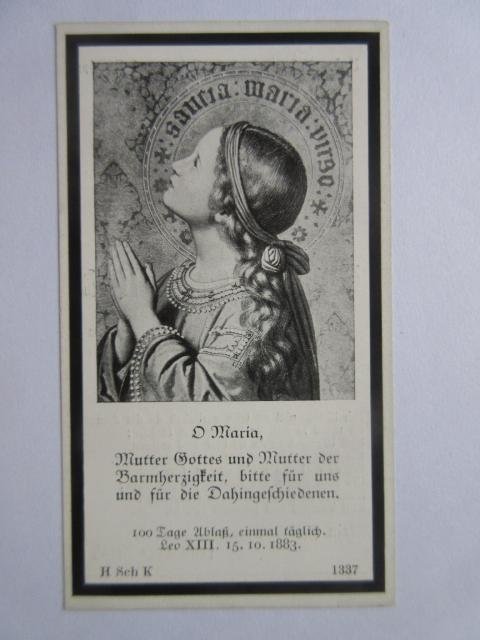 sancta : maria : virgo
O Maria,
Mutter Gottes und Mutter der
Barmherzigkeit, bitte für uns
und für die Dahingeschiedenen.
100 Tage Ablaß, einmal täglich.
Leo XIII. 15. 10. 1883.
H Sch K 1337